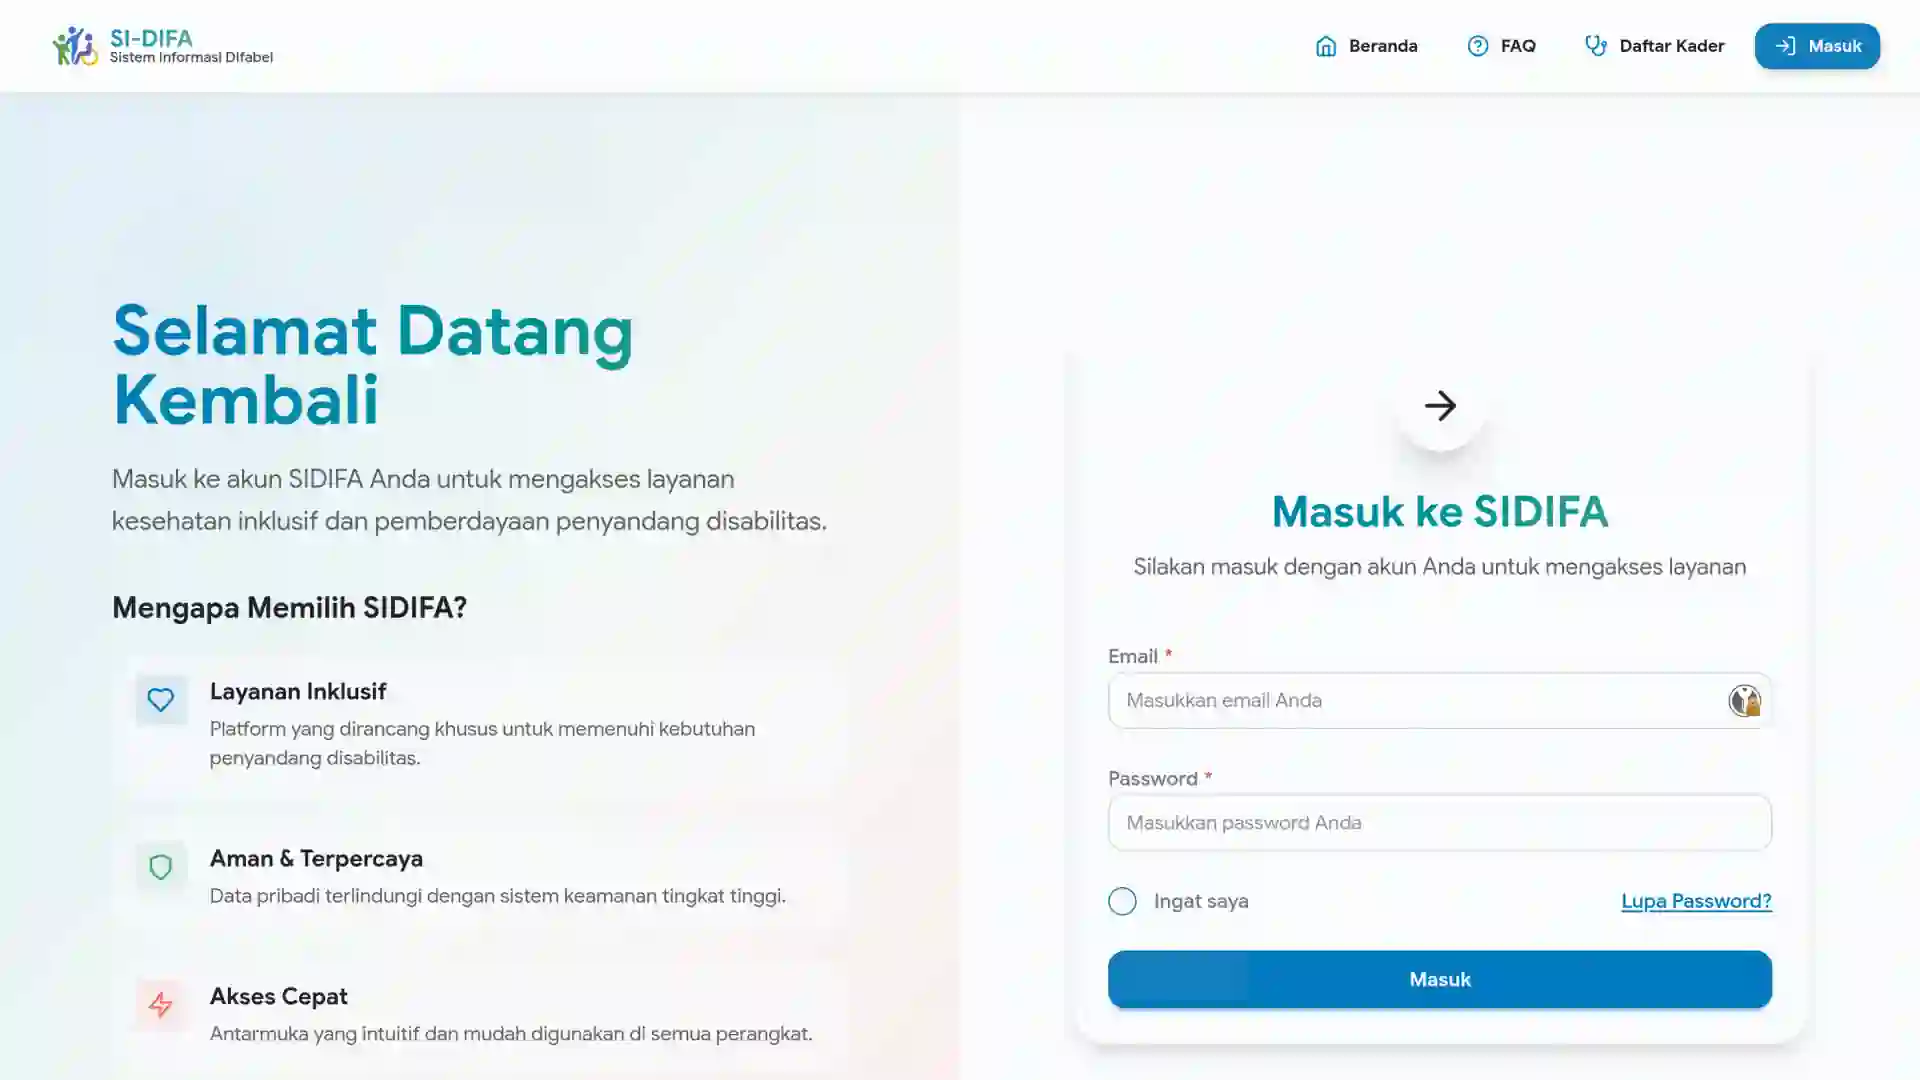 SI-DIFA
Sistem Informasi Difabel
Beranda
FAQ
Daftar Kader
Masuk
Selamat Datang
Kembali
Masuk ke akun SIDIFA Anda untuk mengakses layanan
kesehatan inklusif dan pemberdayaan penyandang disabilitas.
Mengapa Memilih SIDIFA?
Layanan Inklusif
Platform yang dirancang khusus untuk memenuhi kebutuhan
penyandang disabilitas.
Aman & Terpercaya
Data pribadi terlindungi dengan sistem keamanan tingkat tinggi.
Akses Cepat
Antarmuka yang intuitif dan mudah digunakan di semua perangkat.
Masuk ke SIDIFA
Silakan masuk dengan akun Anda untuk mengakses layanan
Email *
Masukkan email Anda
Password *
Masukkan password Anda
Ingat saya
Lupa Password?
Masuk